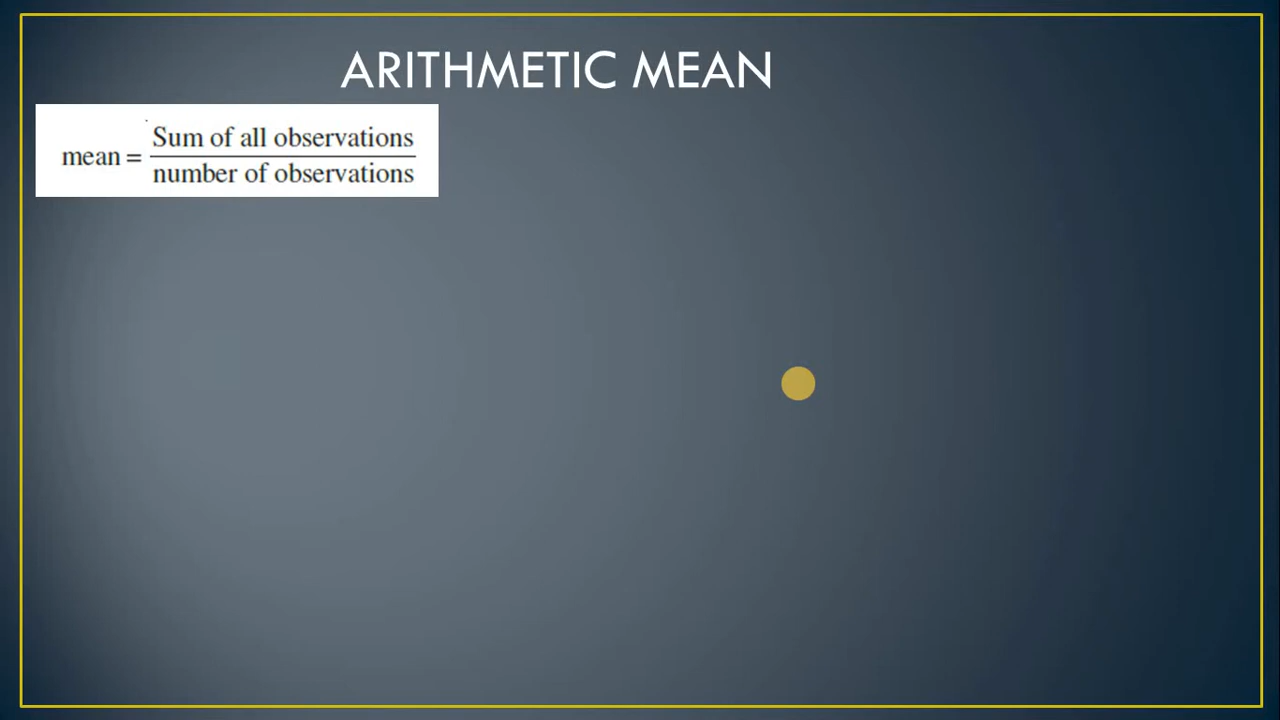 ARITHMETIC MEAN
Sum of all observations
mean =
number of observations